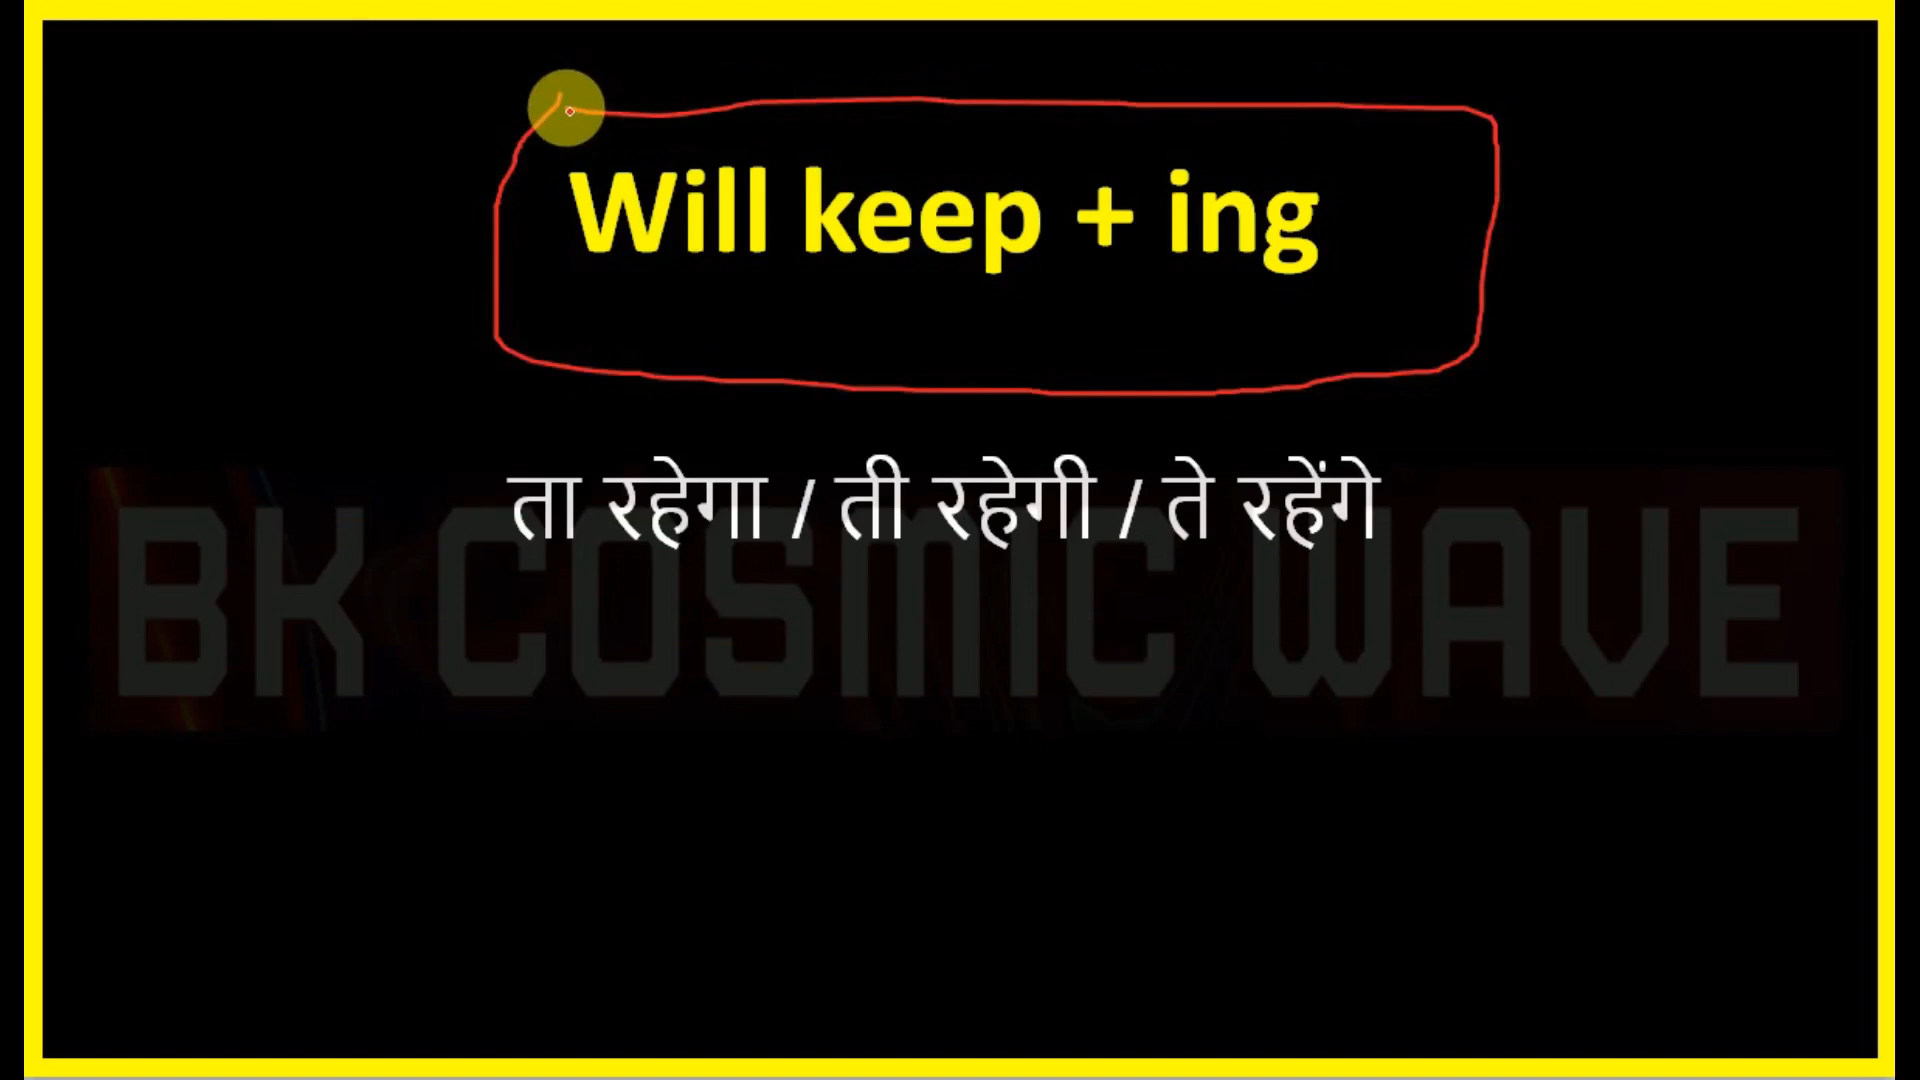 Will keep + ing
ता रहेगा / ती रहेगी / ते रहेंगे
BK COSMIC WAVE